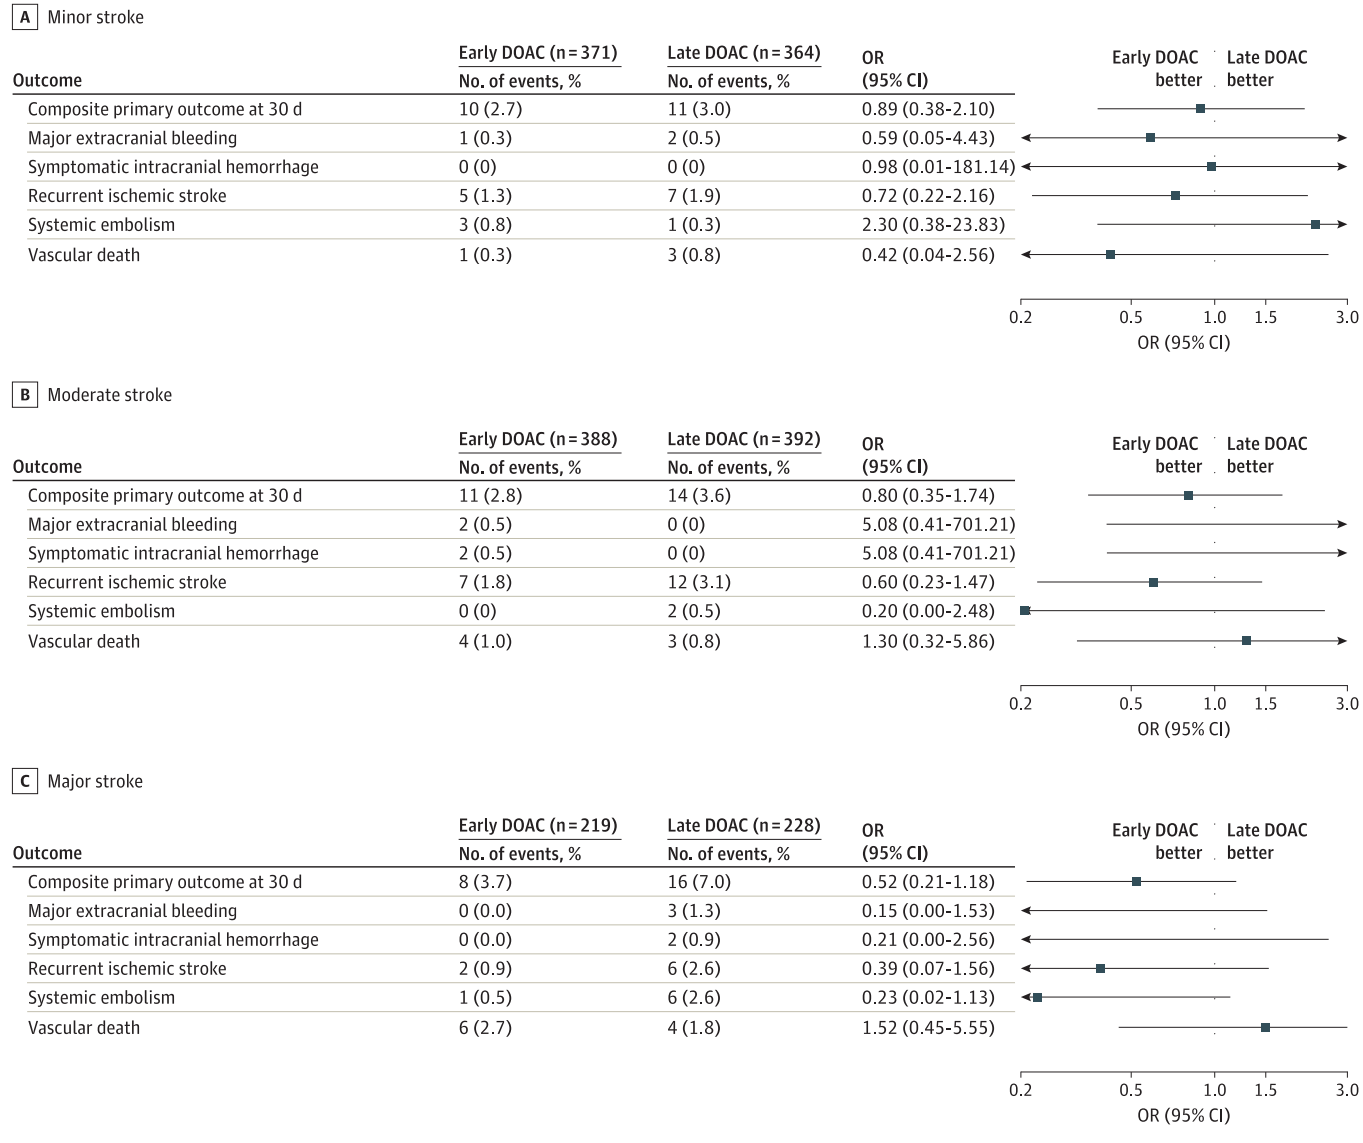 A Minor stroke
Early DOAC (n=371) Late DOAC (n=364) OR Early DOAC Late DOAC
Outcome No. of events, % No. of events, % (95% CI) better better
Composite primary outcome at 30 d 10 (2.7) 11 (3.0) 0.89 (0.38-2.10)
Major extracranial bleeding 1 (0.3) 2 (0.5) 0.59 (0.05-4.43)
Symptomatic intracranial hemorrhage 0 (0) 0 (0) 0.98 (0.01-181.14)
Recurrent ischemic stroke 5 (1.3) 7 (1.9) 0.72 (0.22-2.16)
Systemic embolism 3 (0.8) 1 (0.3) 2.30 (0.38-23.83)
Vascular death 1 (0.3) 3 (0.8) 0.42 (0.04-2.56)
0.2 0.5 1.0 1.5 3.0
OR (95% CI)
B Moderate stroke
Early DOAC (n=388) Late DOAC (n=392) OR Early DOAC Late DOAC
Outcome No. of events, % No. of events, % (95% CI) better better
Composite primary outcome at 30 d 11 (2.8) 14 (3.6) 0.80 (0.35-1.74)
Major extracranial bleeding 2 (0.5) 0 (0) 5.08 (0.41-701.21)
Symptomatic intracranial hemorrhage 2 (0.5) 0 (0) 5.08 (0.41-701.21)
Recurrent ischemic stroke 7 (1.8) 12 (3.1) 0.60 (0.23-1.47)
Systemic embolism 0 (0) 2 (0.5) 0.20 (0.00-2.48)
Vascular death 4 (1.0) 3 (0.8) 1.30 (0.32-5.86)
0.2 0.5 1.0 1.5 3.0
OR (95% CI)
C Major stroke
Early DOAC (n=219) Late DOAC (n=228) OR Early DOAC Late DOAC
Outcome No. of events, % No. of events, % (95% CI) better better
Composite primary outcome at 30 d 8 (3.7) 16 (7.0) 0.52 (0.21-1.18)
Major extracranial bleeding 0 (0.0) 3 (1.3) 0.15 (0.00-1.53)
Symptomatic intracranial hemorrhage 0 (0.0) 2 (0.9) 0.21 (0.00-2.56)
Recurrent ischemic stroke 2 (0.9) 6 (2.6) 0.39 (0.07-1.56)
Systemic embolism 1 (0.5) 6 (2.6) 0.23 (0.02-1.13)
Vascular death 6 (2.7) 4 (1.8) 1.52 (0.45-5.55)
0.2 0.5 1.0 1.5 3.0
OR (95% CI)